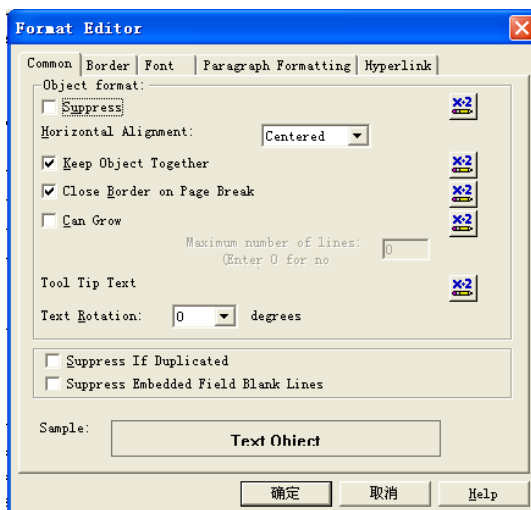 Format Editor
Common Border Font Paragraph Formatting Hyperlink
Object format:
Suppress
X·2
Horizontal Alignment: Centered
Keep Object Together
X·2
Close Border on Page Break
X·2
Can Grow
X·2
Maximum number of lines: 0
(Enter 0 for no
Tool Tip Text
X·2
Text Rotation: 0 degrees
Suppress If Duplicated
Suppress Embedded Field Blank Lines
Sample: Text Object
确定 取消 Help